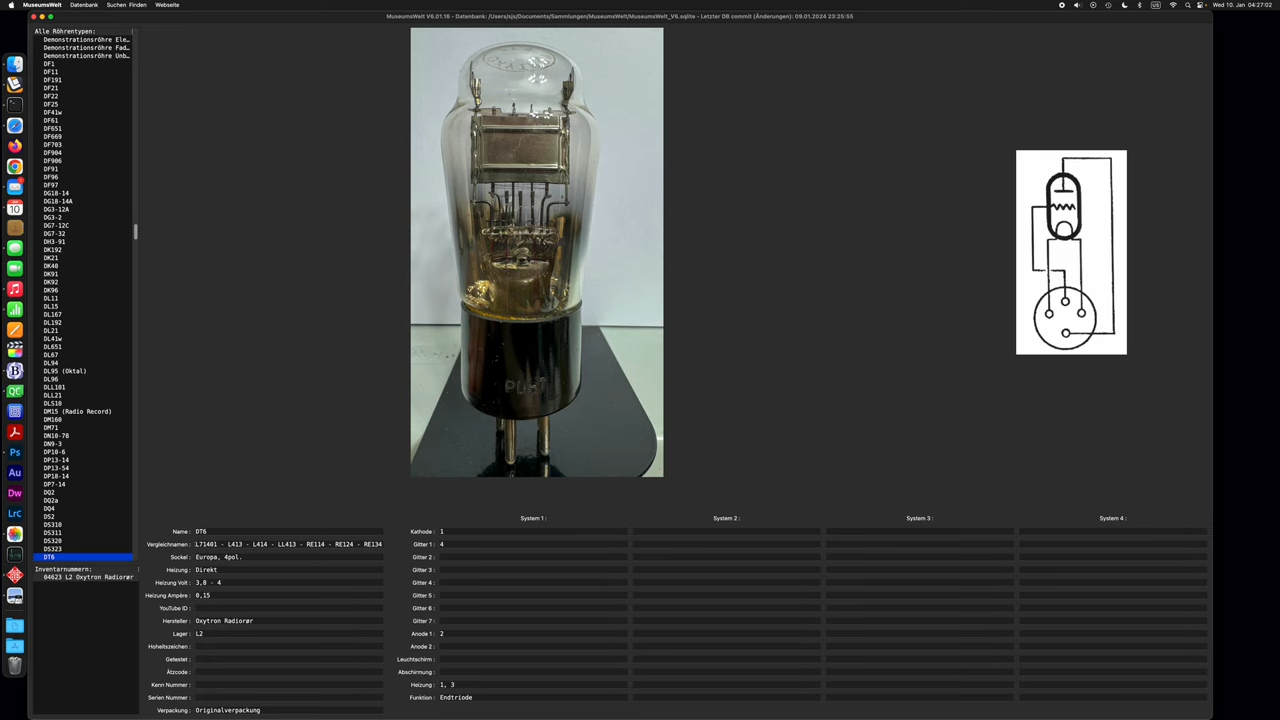 MuseumsWelt Datenbank Suchen Finden Webseite
US Wed 10. Jan. 04:27:02
MuseumsWelt V6.01.16 - Datenbank: /Users/sjs/Documents/Sammlungen/MuseumsWelt/MuseumsWelt_V6.sqlite - Letzter DB commit (Änderungen): 09.01.2024 23:25:55
Alle Röhrentypen:
Demonstrationsröhre Ele…
Demonstrationsröhre Fad…
Demonstrationsröhre Unb…
DF1
DF11
DF191
DF21
DF22
DF25
DF41w
DF61
DF651
DF669
DF703
DF904
DF906
DF91
DF96
DF97
DG18-14
DG18-14A
DG3-12A
DG3-2
DG7-12C
DG7-32
DH3-91
DK192
DK21
DK40
DK91
DK92
DK96
DL11
DL15
DL167
DL192
DL21
DL41w
DL651
DL67
DL94
DL95 (Oktal)
DL96
DLL101
DLL21
DLS10
DM15 (Radio Record)
DM160
DM71
DN10-78
DN9-3
DP10-6
DP13-14
DP13-54
DP18-14
DP7-14
DQ2
DQ2a
DQ4
DS2
DS310
DS311
DS320
DS323
DT6
Inventarnummern:
04623 L2 Oxytron Radiorør
System 1 : System 2 : System 3 : System 4 :
Name : DT6
Vergleichnamen : L71401 - L413 - L414 - LL413 - RE114 - RE124 - RE134
Sockel : Europa, 4pol.
Heizung : Direkt
Heizung Volt : 3,8 - 4
Heizung Ampère : 0,15
YouTube ID :
Hersteller : Oxytron Radiorør
Lager : L2
Hoheitszeichen :
Getestet :
Ätzcode :
Kenn Nummer :
Serien Nummer :
Verpackung : Originalverpackung
Kathode : 1
Gitter 1 : 4
Gitter 2 :
Gitter 3 :
Gitter 4 :
Gitter 5 :
Gitter 6 :
Gitter 7 :
Anode 1 : 2
Anode 2 :
Leuchtschirm :
Abschirmung :
Heizung : 1, 3
Funktion : Endtriode